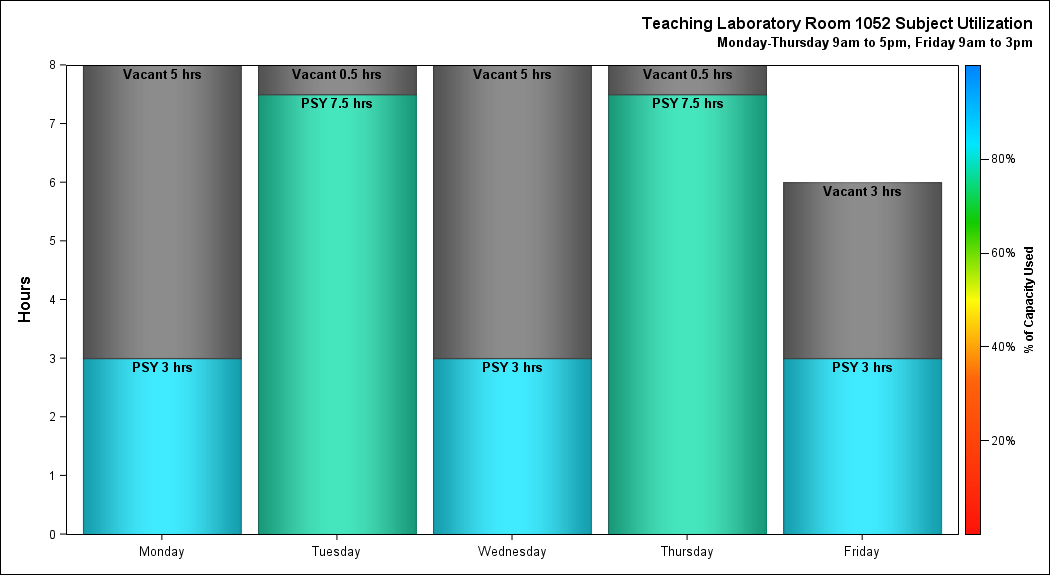 Teaching Laboratory Room 1052 Subject Utilization
Monday-Thursday 9am to 5pm, Friday 9am to 3pm
Hours
8
7
6
5
4
3
2
1
0
Vacant 5 hrs
PSY 3 hrs
Vacant 0.5 hrs
PSY 7.5 hrs
Vacant 5 hrs
PSY 3 hrs
Vacant 0.5 hrs
PSY 7.5 hrs
Vacant 3 hrs
PSY 3 hrs
Monday
Tuesday
Wednesday
Thursday
Friday
80%
60%
40%
20%
% of Capacity Used